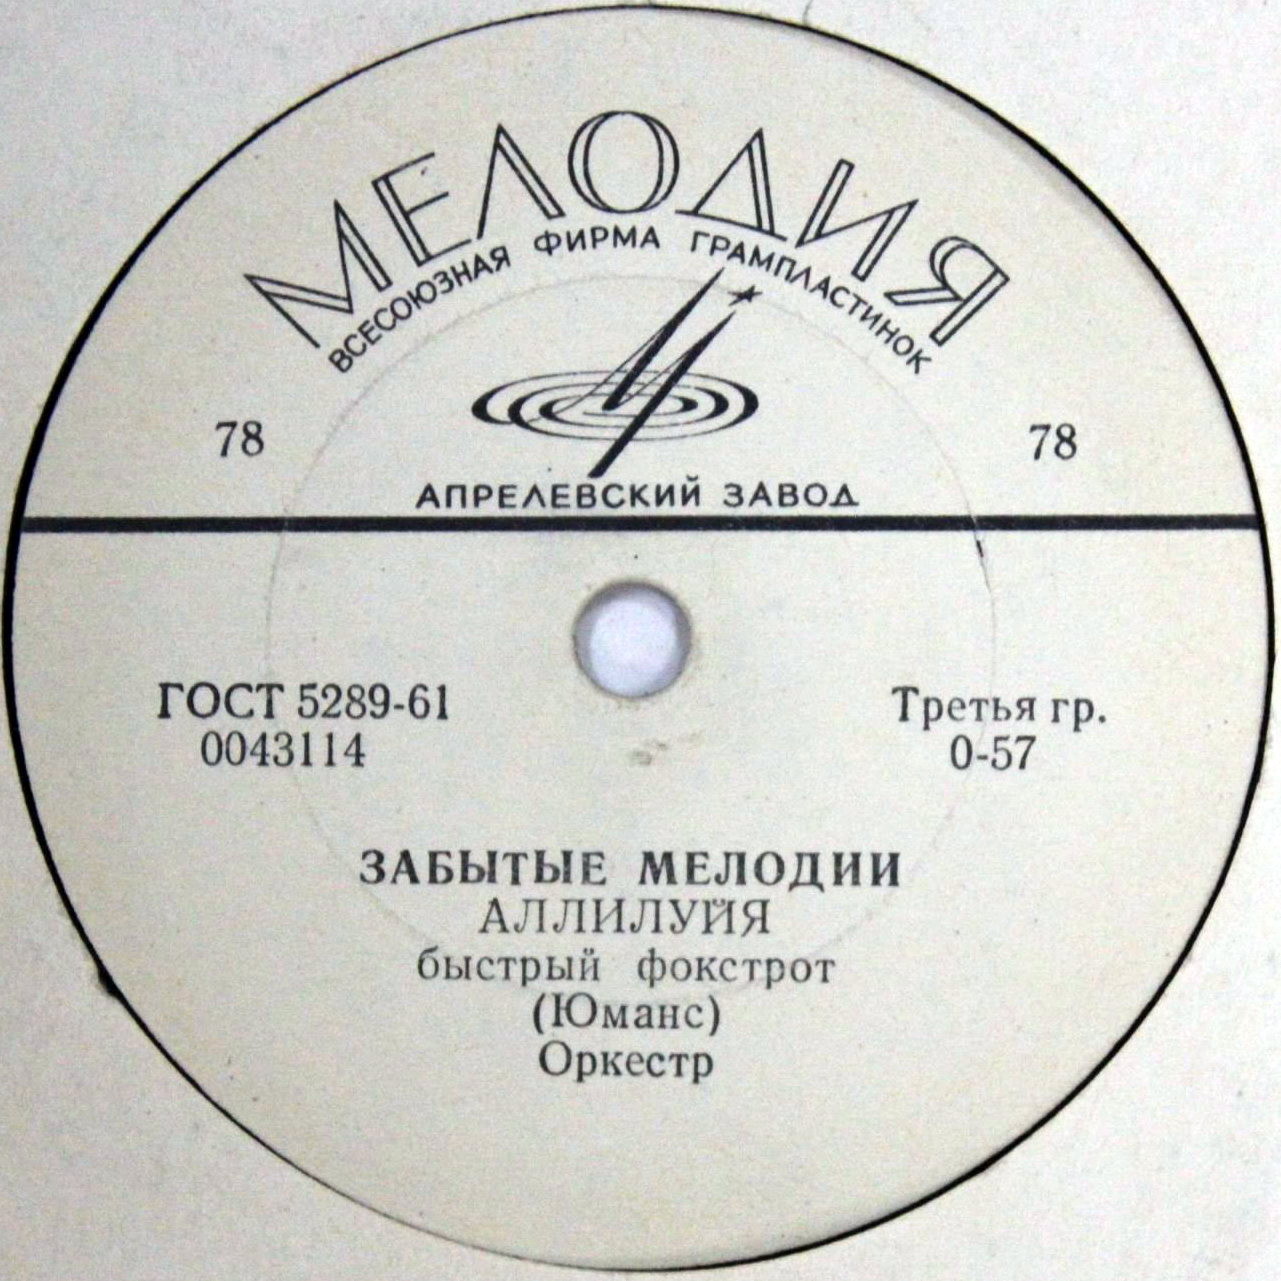 МЕЛОДИЯ
ВСЕСОЮЗНАЯ ФИРМА ГРАМПЛАСТИНОК
78 78
АПРЕЛЕВСКИЙ ЗАВОД
ГОСТ 5289-61 Третья гр.
0043114 0-57
ЗАБЫТЫЕ МЕЛОДИИ
АЛЛИЛУЙЯ
быстрый фокстрот
(Юманс)
Оркестр